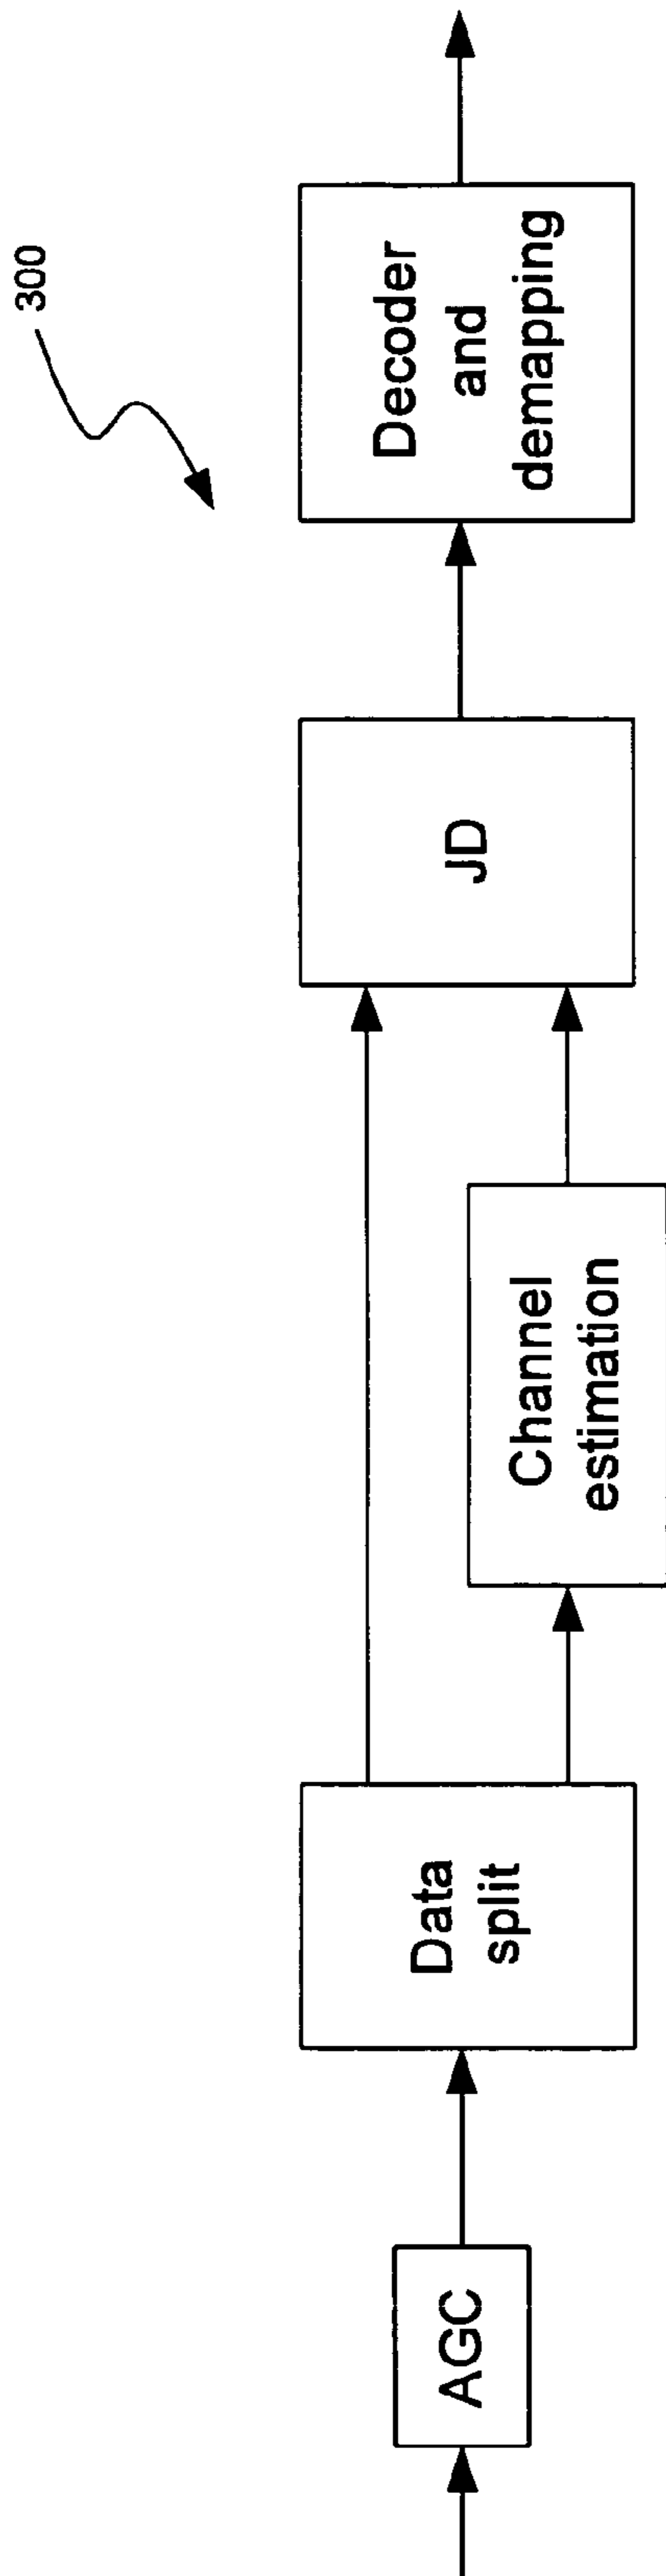 300
AGC
Data
split
Channel
estimation
JD
Decoder
and
demapping